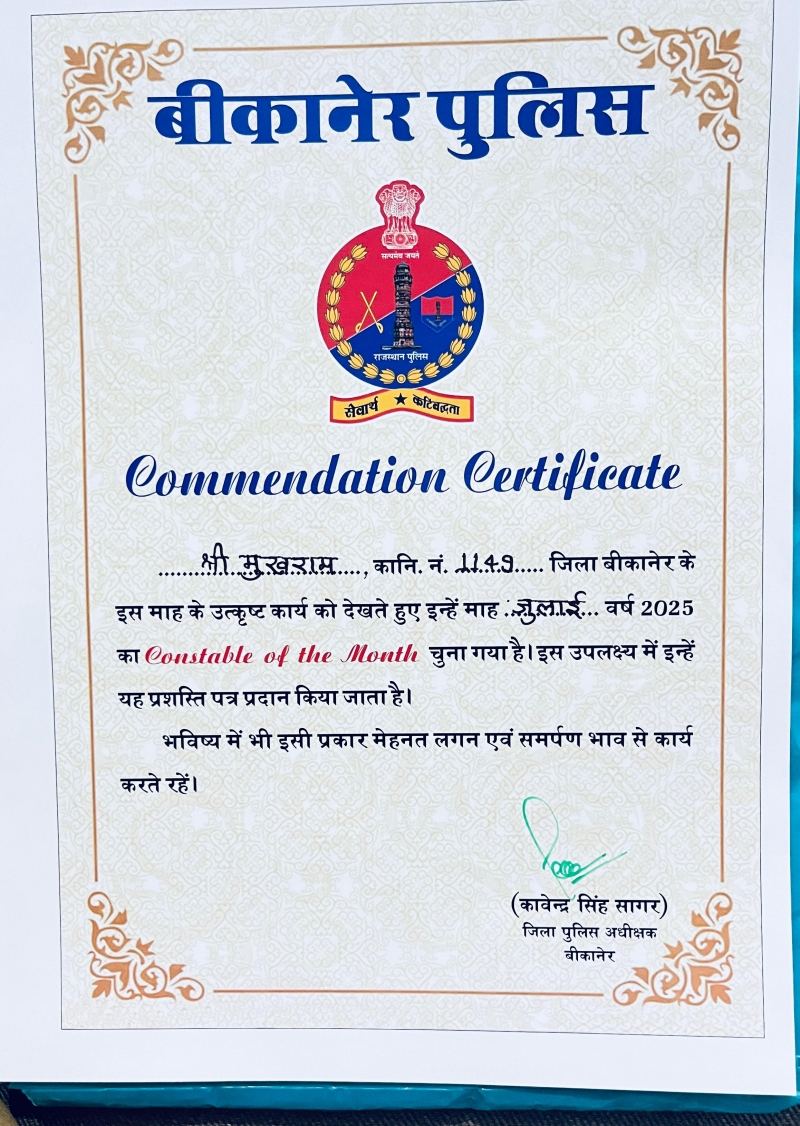 बीकानेर पुलिस
सत्यमेव जयते
राजस्थान पुलिस
सेवार्थ ★ कटिबद्धता
Commendation Certificate
.........श्री मुखराम...., कानि. नं. 1149..... जिला बीकानेर के
इस माह के उत्कृष्ट कार्य को देखते हुए इन्हें माह ..जुलाई... वर्ष 2025
का Constable of the Month चुना गया है। इस उपलक्ष्य में इन्हें
यह प्रशस्ति पत्र प्रदान किया जाता है।
भविष्य में भी इसी प्रकार मेहनत लगन एवं समर्पण भाव से कार्य
करते रहें।
(कावेन्द्र सिंह सागर)
जिला पुलिस अधीक्षक
बीकानेर